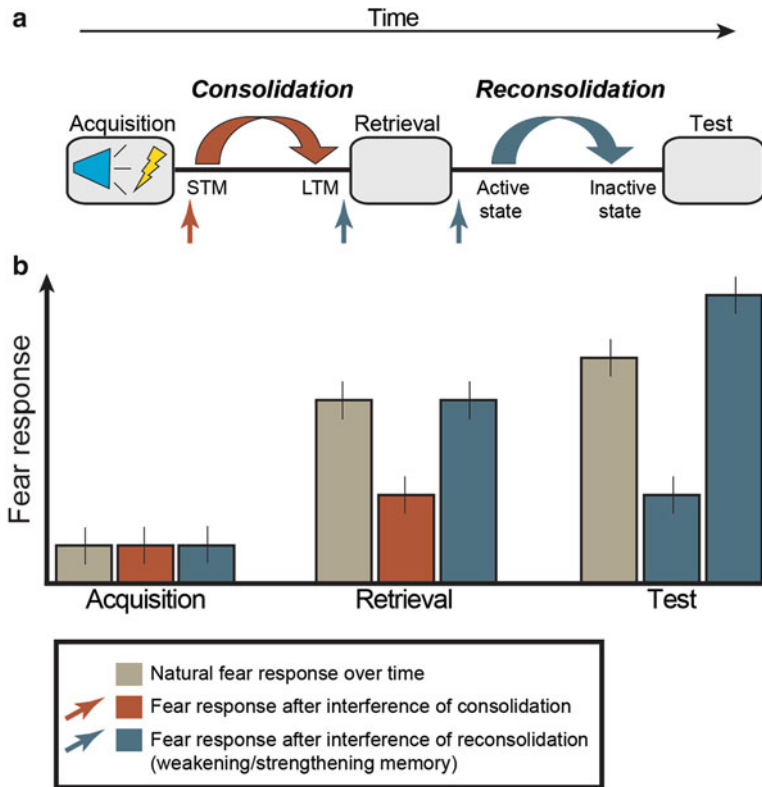 a
Time
Consolidation
Reconsolidation
Acquisition
Retrieval
Test
STM
LTM
Active
state
Inactive
state
b
Fear response
Acquisition
Retrieval
Test
Natural fear response over time
Fear response after interference of consolidation
Fear response after interference of reconsolidation
(weakening/strengthening memory)